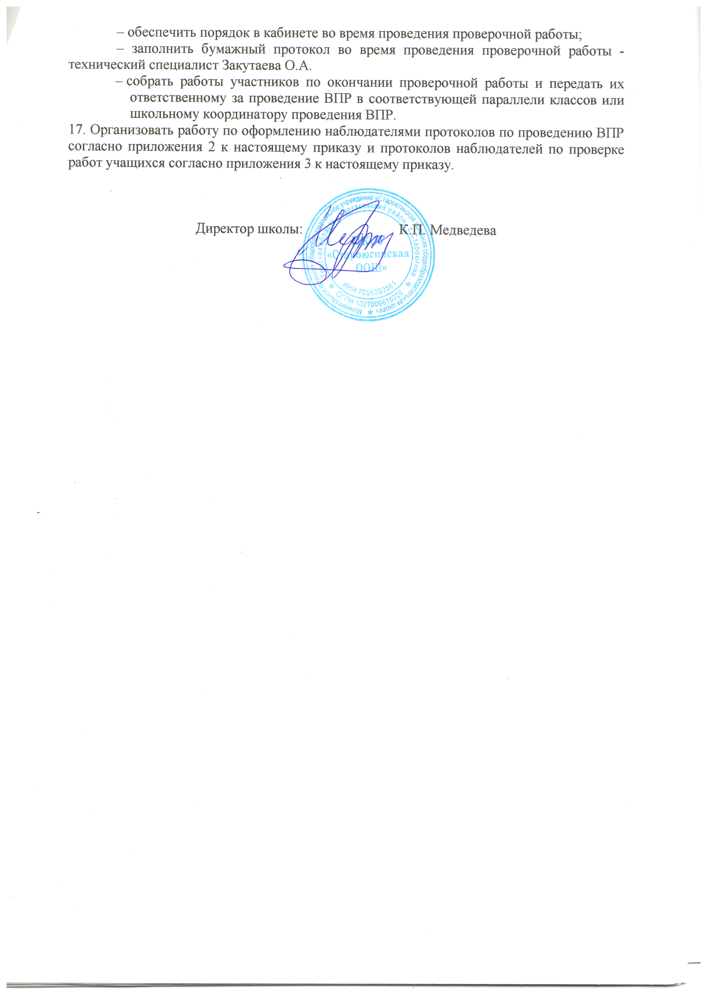 – обеспечить порядок в кабинете во время проведения проверочной работы;
– заполнить бумажный протокол во время проведения проверочной работы -
технический специалист Закутаева О.А.
– собрать работы участников по окончании проверочной работы и передать их
ответственному за проведение ВПР в соответствующей параллели классов или
школьному координатору проведения ВПР.
17. Организовать работу по оформлению наблюдателями протоколов по проведению ВПР
согласно приложения 2 к настоящему приказу и протоколов наблюдателей по проверке
работ учащихся согласно приложения 3 к настоящему приказу.
Директор школы: К.П. Медведева
Муниципальное казенное общеобразовательное учреждение «Староюгинская основная общеобразовательная школа»
Томская область Каргасокский район с. Староюгино
МКОУ
«Староюгинская
ООШ»
ИНН 7006003561
ОГРН 1027000616026